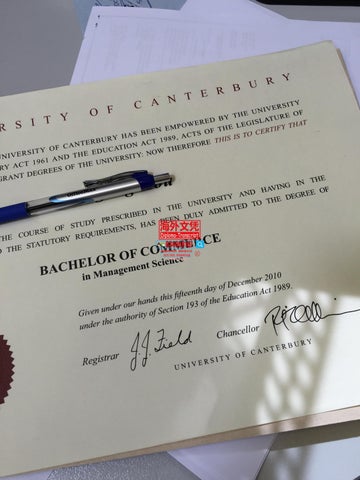 RSITY OF CANTERBURY
UNIVERSITY OF CANTERBURY HAS BEEN EMPOWERED BY THE UNIVERSITY
RY ACT 1961 AND THE EDUCATION ACT 1989, ACTS OF THE LEGISLATURE OF
GRANT DEGREES OF THE UNIVERSITY: NOW THEREFORE THIS IS TO CERTIFY THAT
THE COURSE OF STUDY PRESCRIBED IN THE UNIVERSITY AND HAVING IN THE
THE STATUTORY REQUIREMENTS, HAS BEEN DULY ADMITTED TO THE DEGREE OF
海外文凭
Diploma-Transcript
BACHELOR OF COMMERCE
in Management Science
Given under our hands this fifteenth day of December 2010
under the authority of Section 193 of the Education Act 1989.
Registrar J.J. Field Chancellor
UNIVERSITY OF CANTERBURY